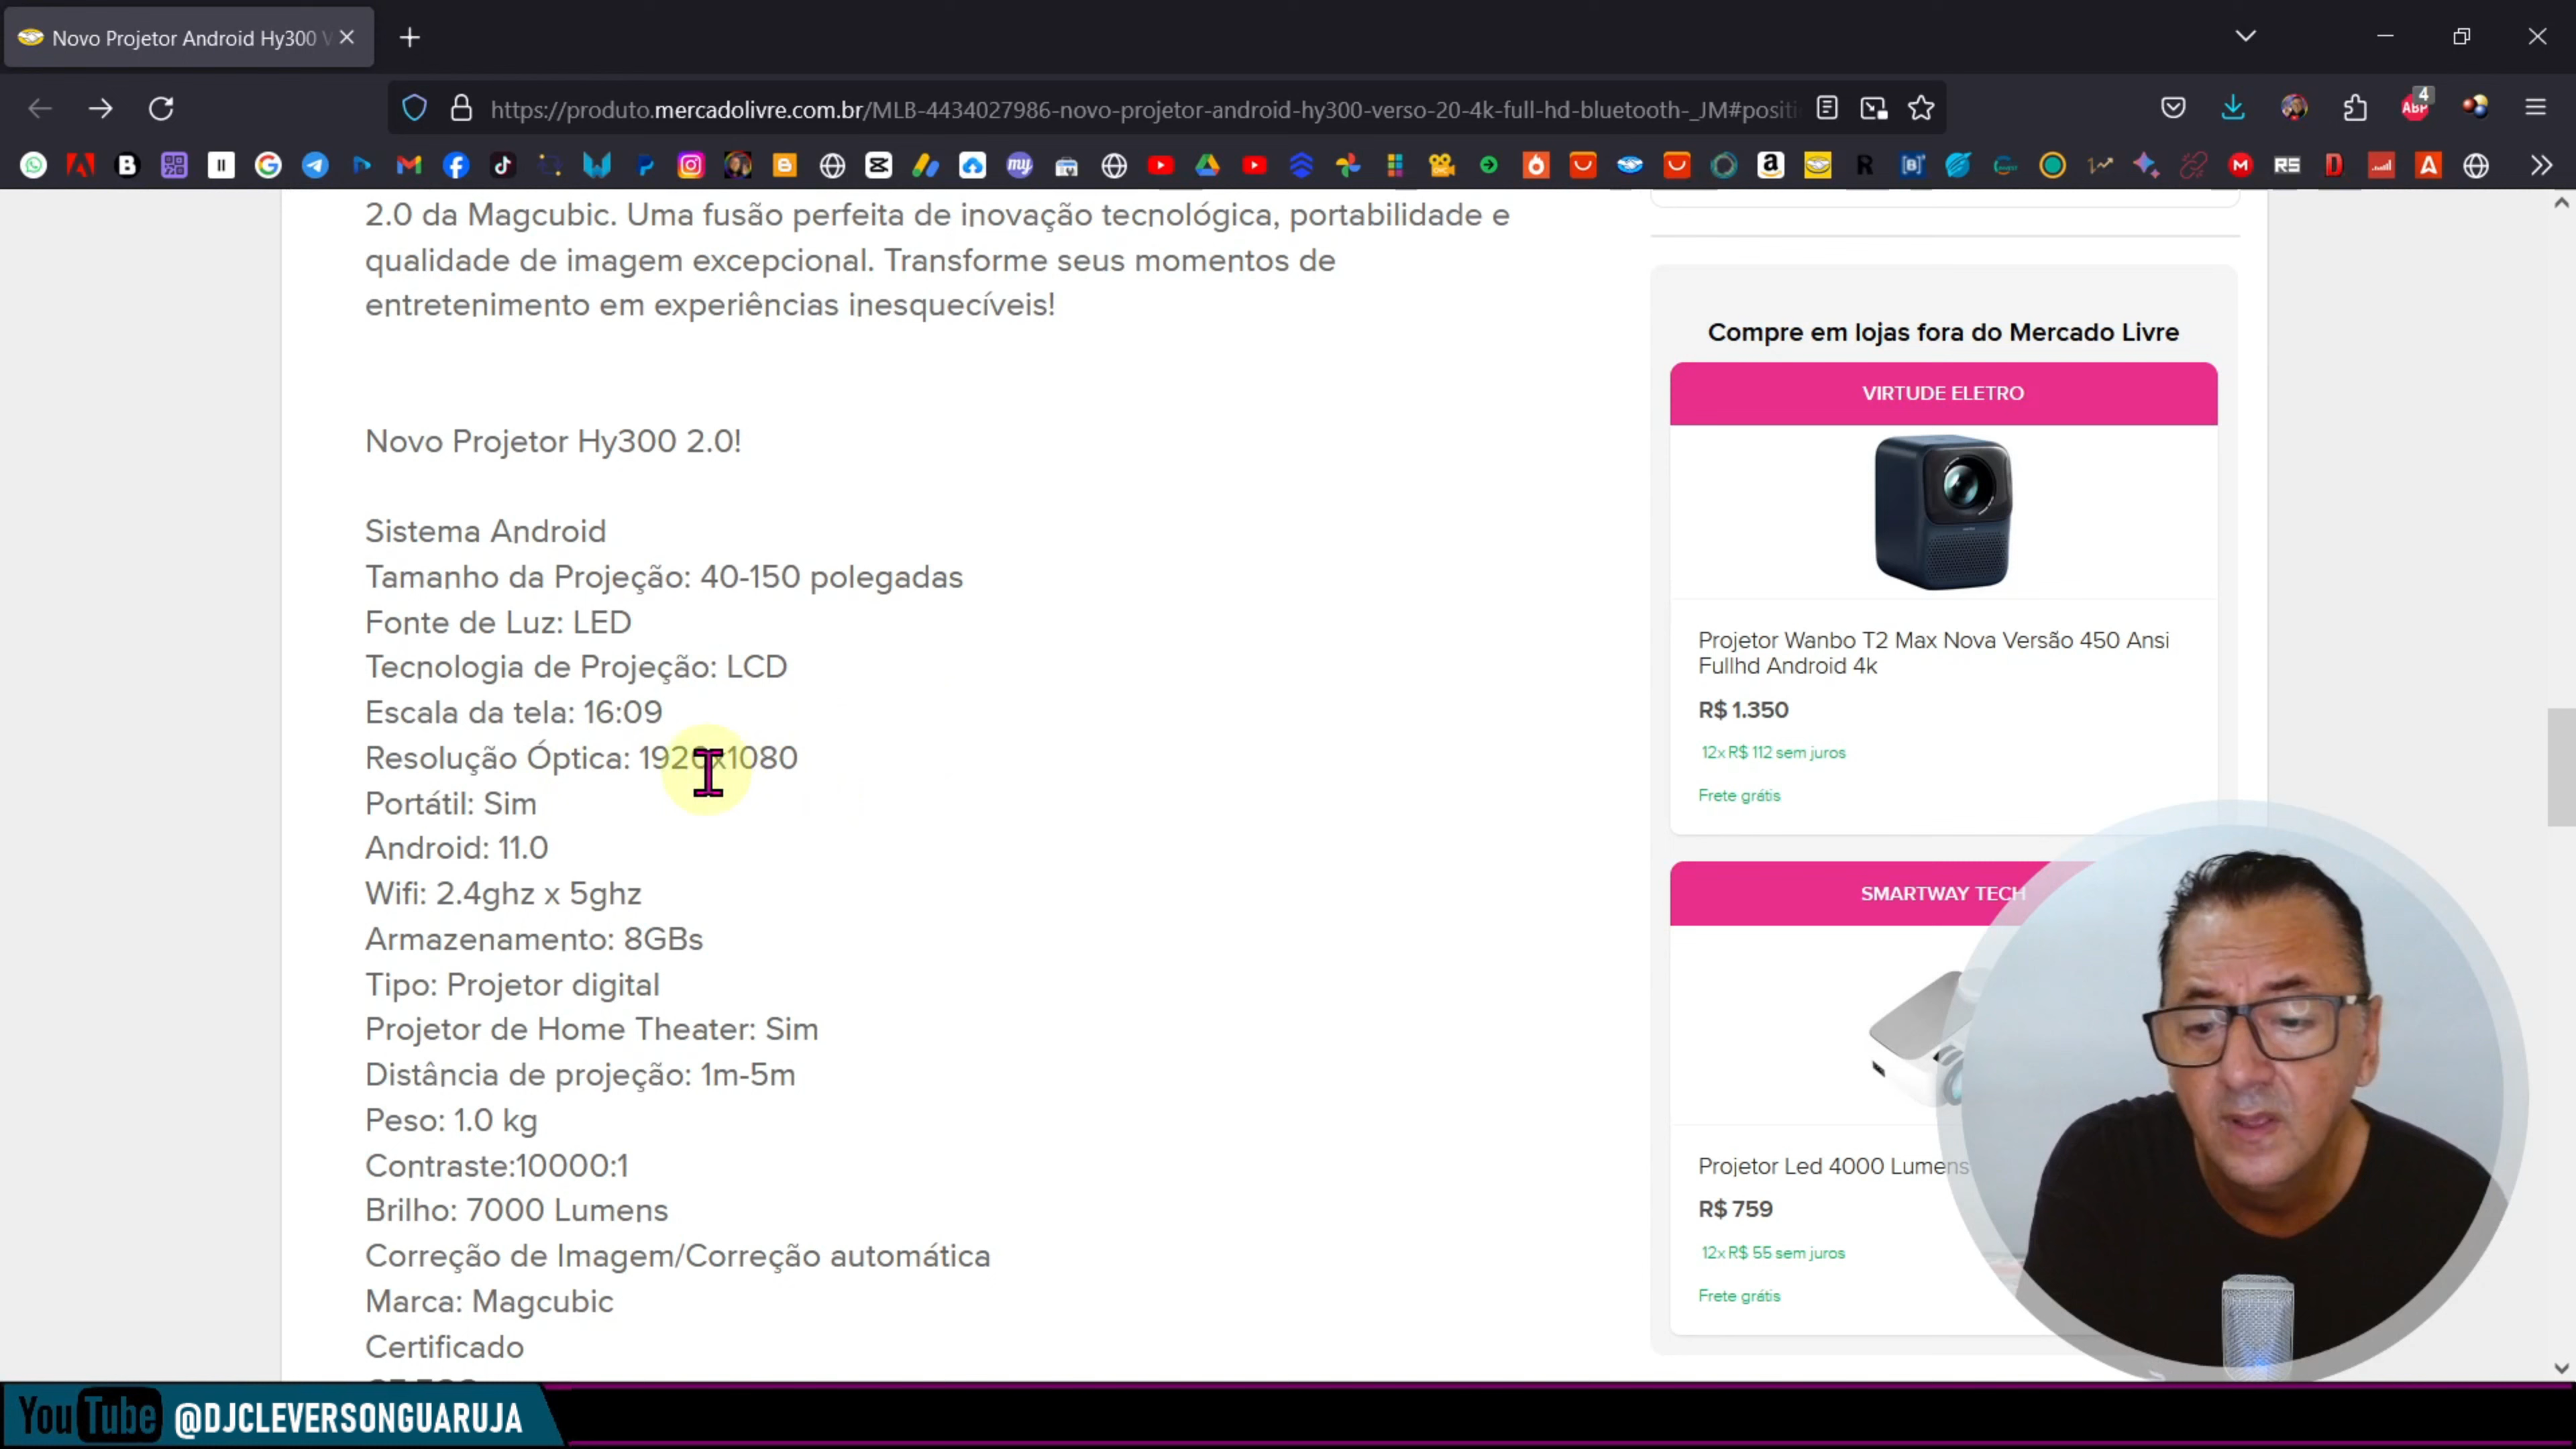 Novo Projetor Android Hy300 V
https://produto.mercadolivre.com.br/MLB-4434027986-novo-projetor-android-hy300-verso-20-4k-full-hd-bluetooth-_JM#positi
4
ABP
2.0 da Magcubic. Uma fusão perfeita de inovação tecnológica, portabilidade e
qualidade de imagem excepcional. Transforme seus momentos de
entretenimento em experiências inesquecíveis!
Novo Projetor Hy300 2.0!
Sistema Android
Tamanho da Projeção: 40-150 polegadas
Fonte de Luz: LED
Tecnologia de Projeção: LCD
Escala da tela: 16:09
Resolução Óptica: 1920x1080
Portátil: Sim
Android: 11.0
Wifi: 2.4ghz x 5ghz
Armazenamento: 8GBs
Tipo: Projetor digital
Projetor de Home Theater: Sim
Distância de projeção: 1m-5m
Peso: 1.0 kg
Contraste:10000:1
Brilho: 7000 Lumens
Correção de Imagem/Correção automática
Marca: Magcubic
Certificado
Compre em lojas fora do Mercado Livre
VIRTUDE ELETRO
Projetor Wanbo T2 Max Nova Versão 450 Ansi
Fullhd Android 4k
R$ 1.350
12x R$ 112 sem juros
Frete grátis
SMARTWAY TECH
Projetor Led 4000 Lumens
R$ 759
12x R$ 55 sem juros
Frete grátis
YouTube @DJCLEVERSONGUARUJA